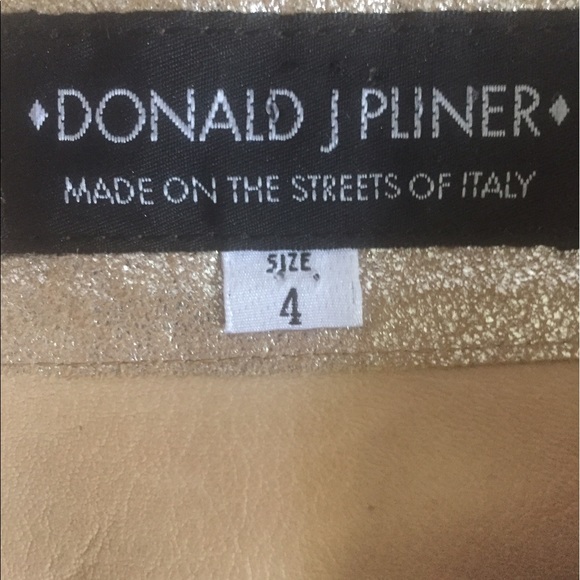 DONALD J PLINER
MADE ON THE STREETS OF ITALY
SIZE
4